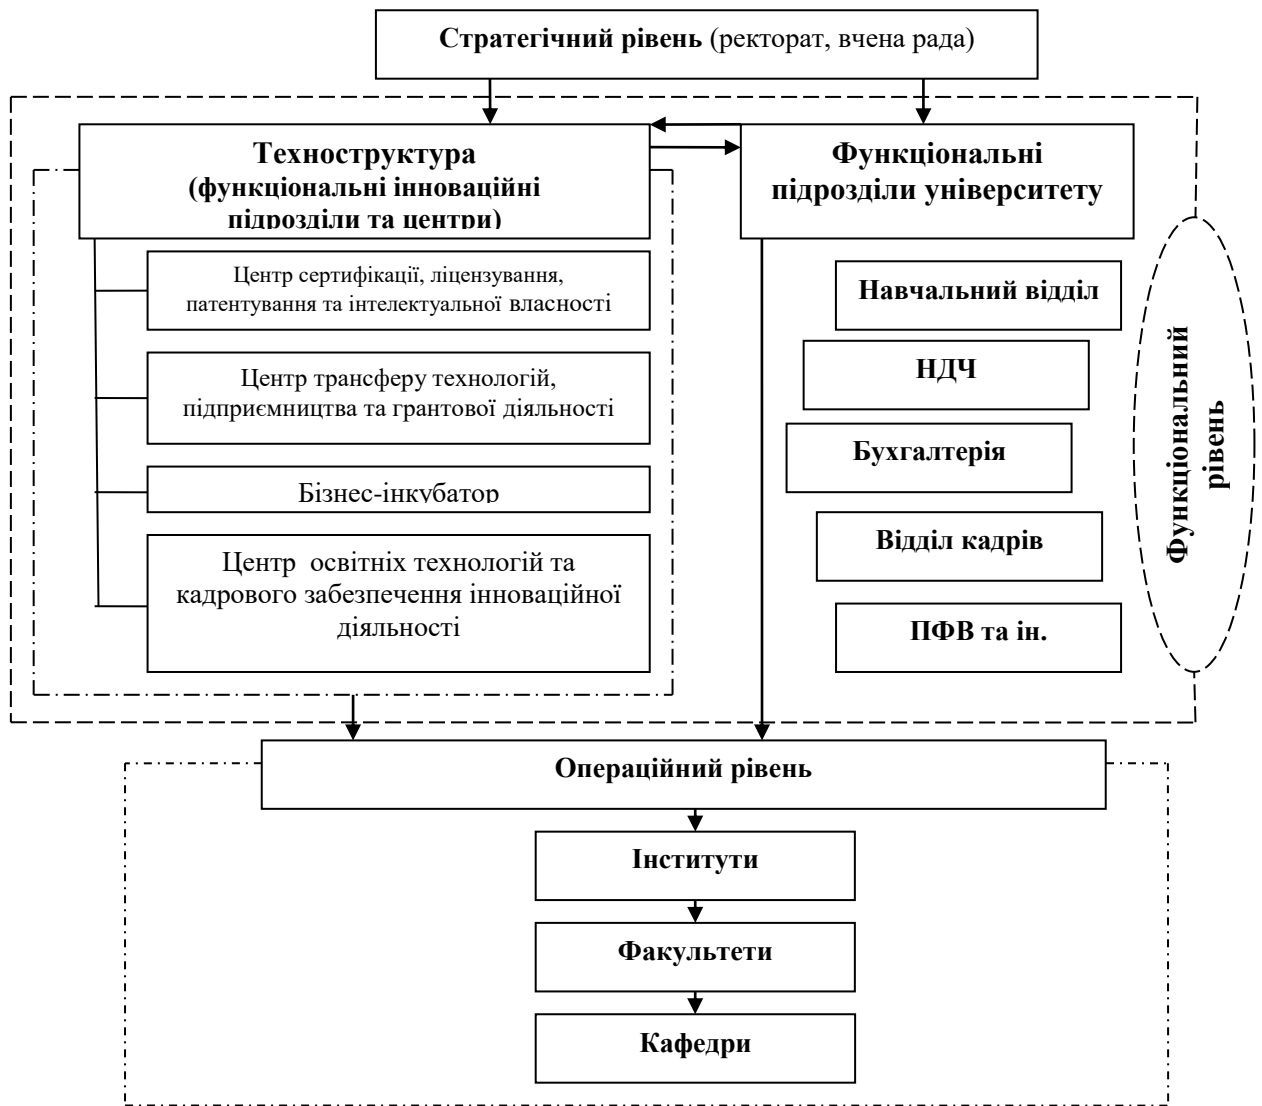 Стратегічний рівень (ректорат, вчена рада)
Техноструктура
(функціональні інноваційні
підрозділи та центри)
Функціональні
підрозділи університету
Центр сертифікації, ліцензування,
патентування та інтелектуальної власності
Центр трансферу технологій,
підприємництва та грантової діяльності
Бізнес-інкубатор
Центр  освітніх технологій та
кадрового забезпечення інноваційної
діяльності
Навчальний відділ
НДЧ
Бухгалтерія
Відділ кадрів
ПФВ та ін.
Функціональний
рівень
Операційний рівень
Інститути
Факультети
Кафедри